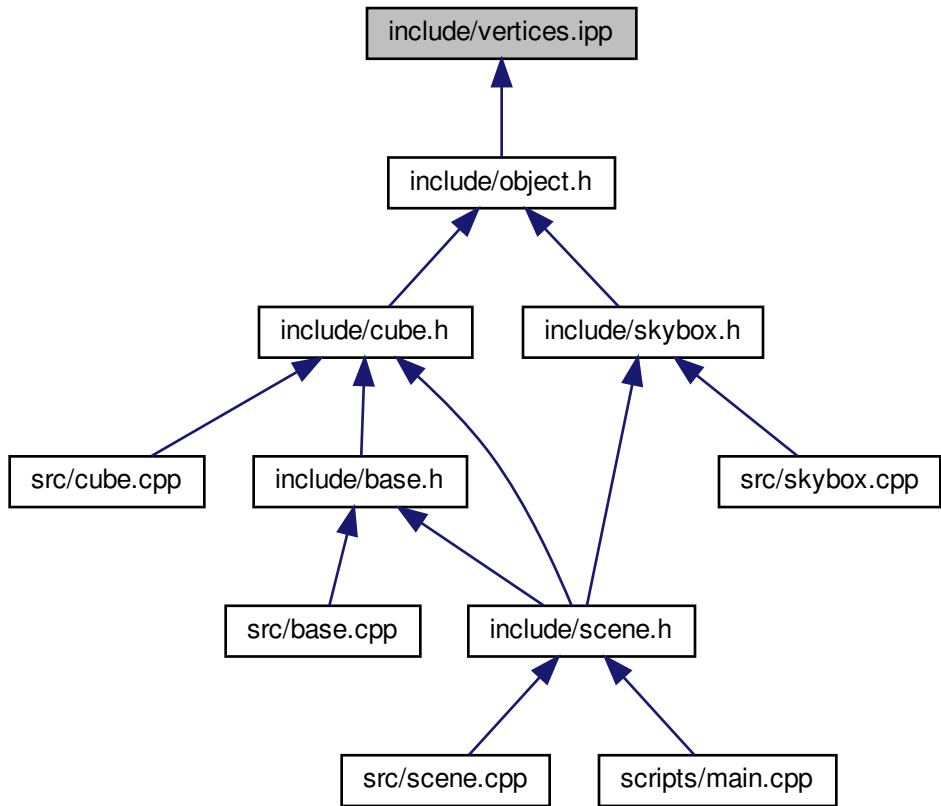 include/vertices.ipp
include/object.h
include/cube.h
include/skybox.h
src/cube.cpp
include/base.h
src/skybox.cpp
src/base.cpp
include/scene.h
src/scene.cpp
scripts/main.cpp